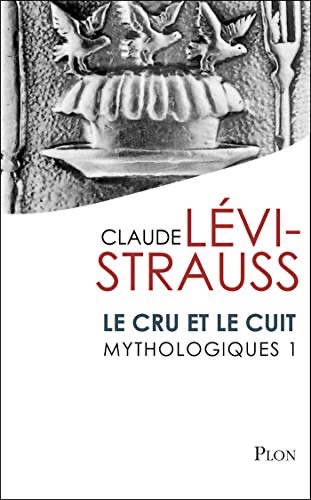 CLAUDE LÉVI-
STRAUSS
LE CRU ET LE CUIT
MYTHOLOGIQUES 1
PLON